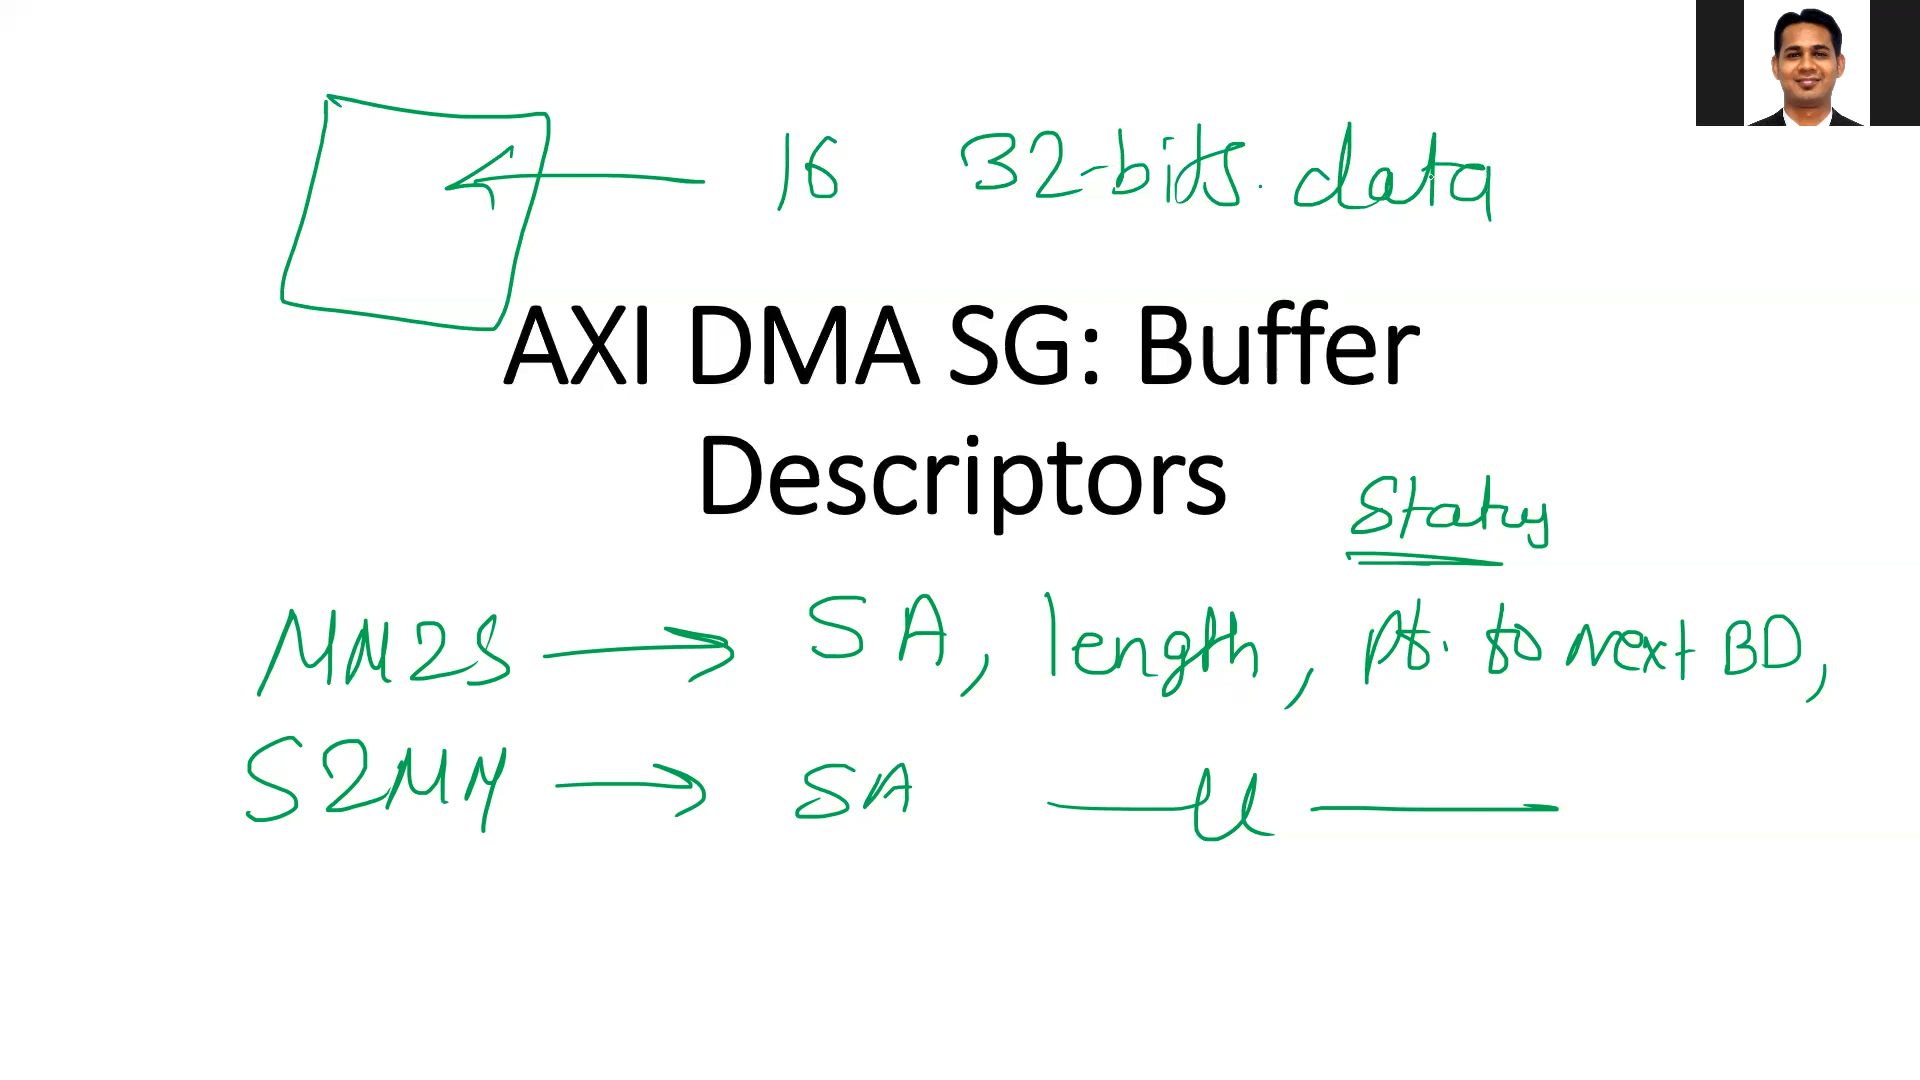 16 32-bits. data
AXI DMA SG: Buffer
Descriptors
Status
MM2S → SA, length, pt. to next BD,
S2MM → SA — 〃 —